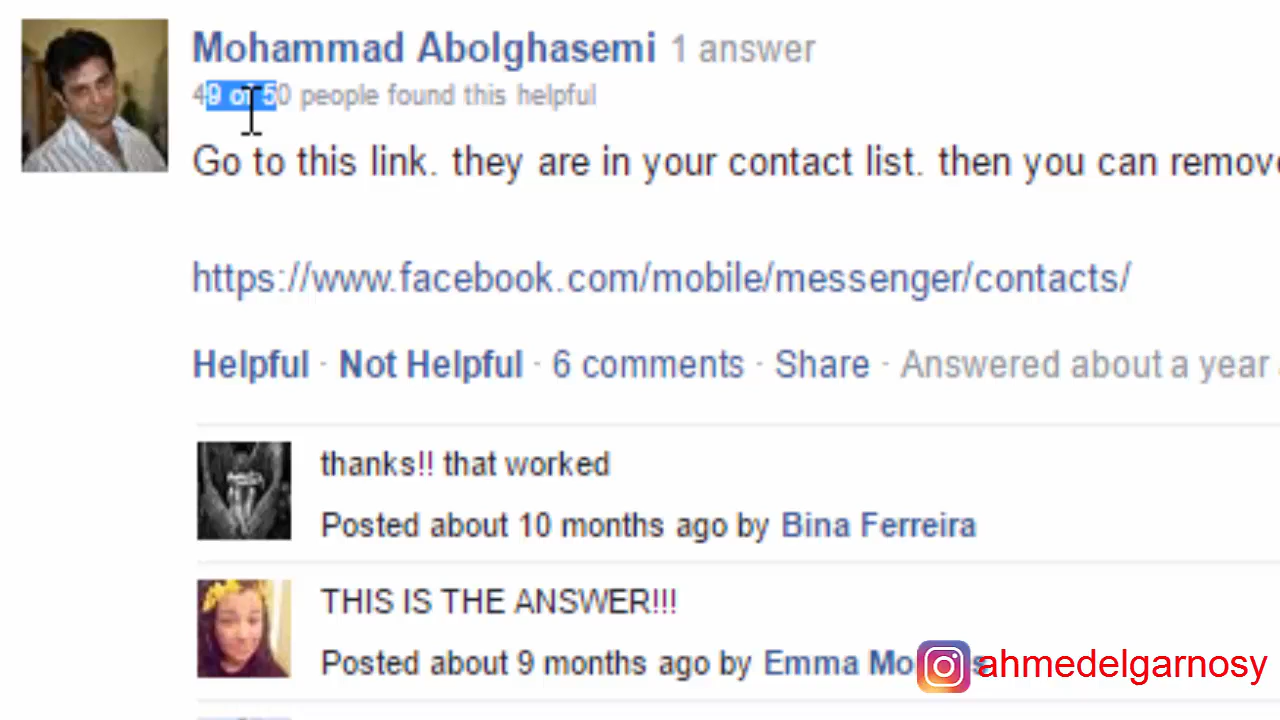 Mohammad Abolghasemi 1 answer
49 of 50 people found this helpful
Go to this link. they are in your contact list. then you can
https://www.facebook.com/mobile/messenger/contacts/
Helpful · Not Helpful · 6 comments · Share · Answered about a year
thanks!! that worked
Posted about 10 months ago by Bina Ferreira
THIS IS THE ANSWER!!!
Posted about 9 months ago by Emma
ahmedelgarnosy